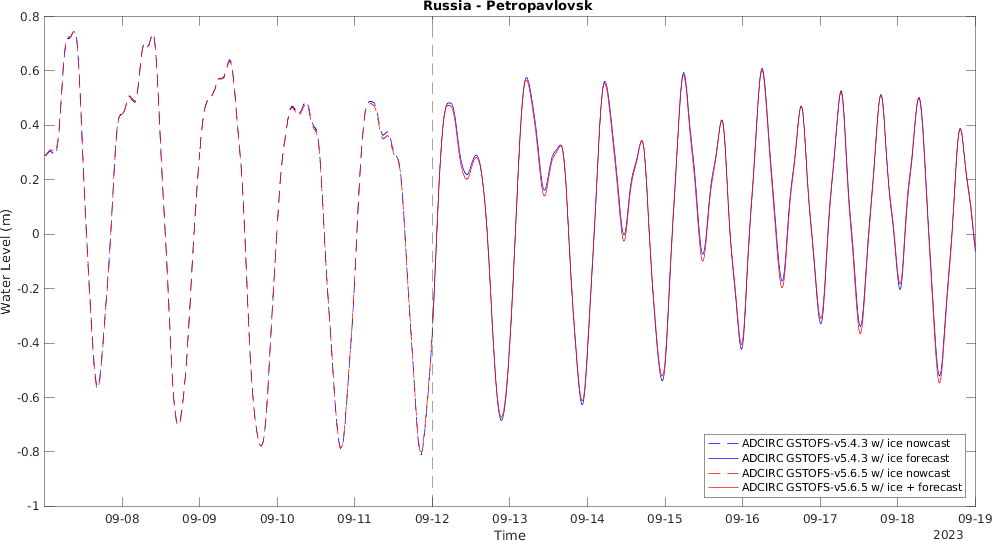 Russia - Petropavlovsk
Water Level (m)
0.8
0.6
0.4
0.2
0
-0.2
-0.4
-0.6
-0.8
-1
ADCIRC GSTOFS-v5.4.3 w/ ice nowcast
ADCIRC GSTOFS-v5.4.3 w/ ice forecast
ADCIRC GSTOFS-v5.6.5 w/ ice nowcast
ADCIRC GSTOFS-v5.6.5 w/ ice + forecast
09-08 09-09 09-10 09-11 09-12 09-13 09-14 09-15 09-16 09-17 09-18 09-19
Time
2023